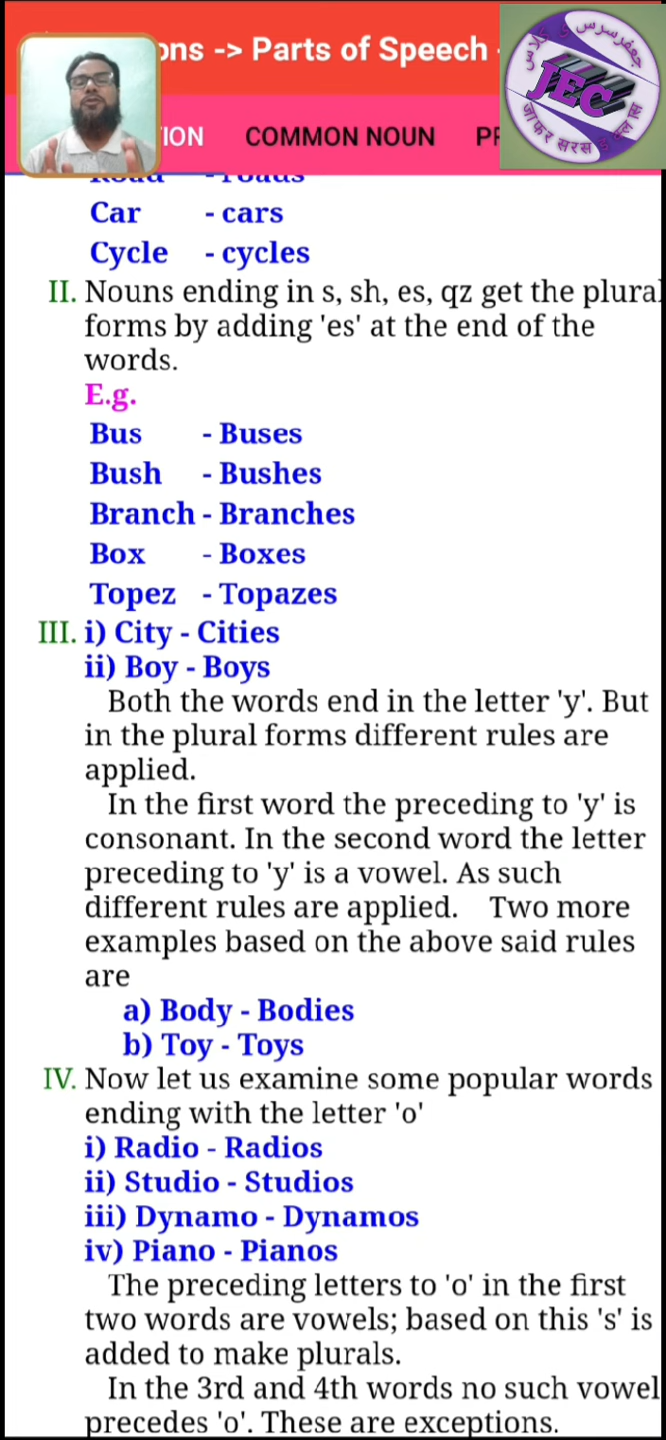 ons -> Parts of Speech -
ION COMMON NOUN
Road - roads
Car - cars
Cycle - cycles
II. Nouns ending in s, sh, es, qz get the plural
forms by adding 'es' at the end of the
words.
E.g.
Bus - Buses
Bush - Bushes
Branch - Branches
Box - Boxes
Topez - Topazes
III. i) City - Cities
ii) Boy - Boys
Both the words end in the letter 'y'. But
in the plural forms different rules are
applied.
In the first word the preceding to 'y' is
consonant. In the second word the letter
preceding to 'y' is a vowel. As such
different rules are applied. Two more
examples based on the above said rules
are
a) Body - Bodies
b) Toy - Toys
IV. Now let us examine some popular words
ending with the letter 'o'
i) Radio - Radios
ii) Studio - Studios
iii) Dynamo - Dynamos
iv) Piano - Pianos
The preceding letters to 'o' in the first
two words are vowels; based on this 's' is
added to make plurals.
In the 3rd and 4th words no such vowel
precedes 'o'. These are exceptions.
جعفر سرس کی کلاس
JEC
जाफर सरस की क्लास